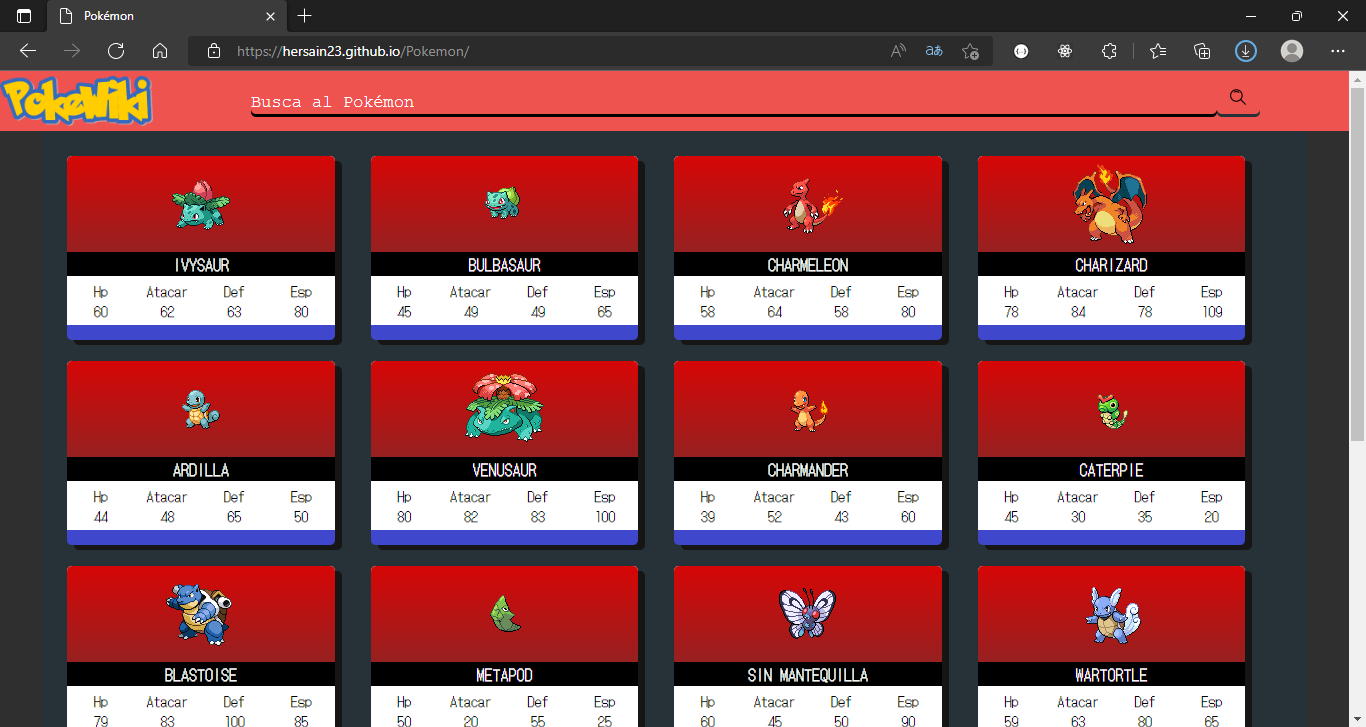 Pokémon
https://hersain23.github.io/Pokemon/
PokeWiki
Busca al Pokémon
IVYSAUR
Hp Atacar Def Esp
60 62 63 80
BULBASAUR
Hp Atacar Def Esp
45 49 49 65
CHARMELEON
Hp Atacar Def Esp
58 64 58 80
CHARIZARD
Hp Atacar Def Esp
78 84 78 109
ARDILLA
Hp Atacar Def Esp
44 48 65 50
VENUSAUR
Hp Atacar Def Esp
80 82 83 100
CHARMANDER
Hp Atacar Def Esp
39 52 43 60
CATERPIE
Hp Atacar Def Esp
45 30 35 20
BLASTOISE
Hp Atacar Def Esp
79 83 100 85
METAPOD
Hp Atacar Def Esp
50 20 55 25
SIN MANTEQUILLA
Hp Atacar Def Esp
60 45 50 90
WARTORTLE
Hp Atacar Def Esp
59 63 80 65